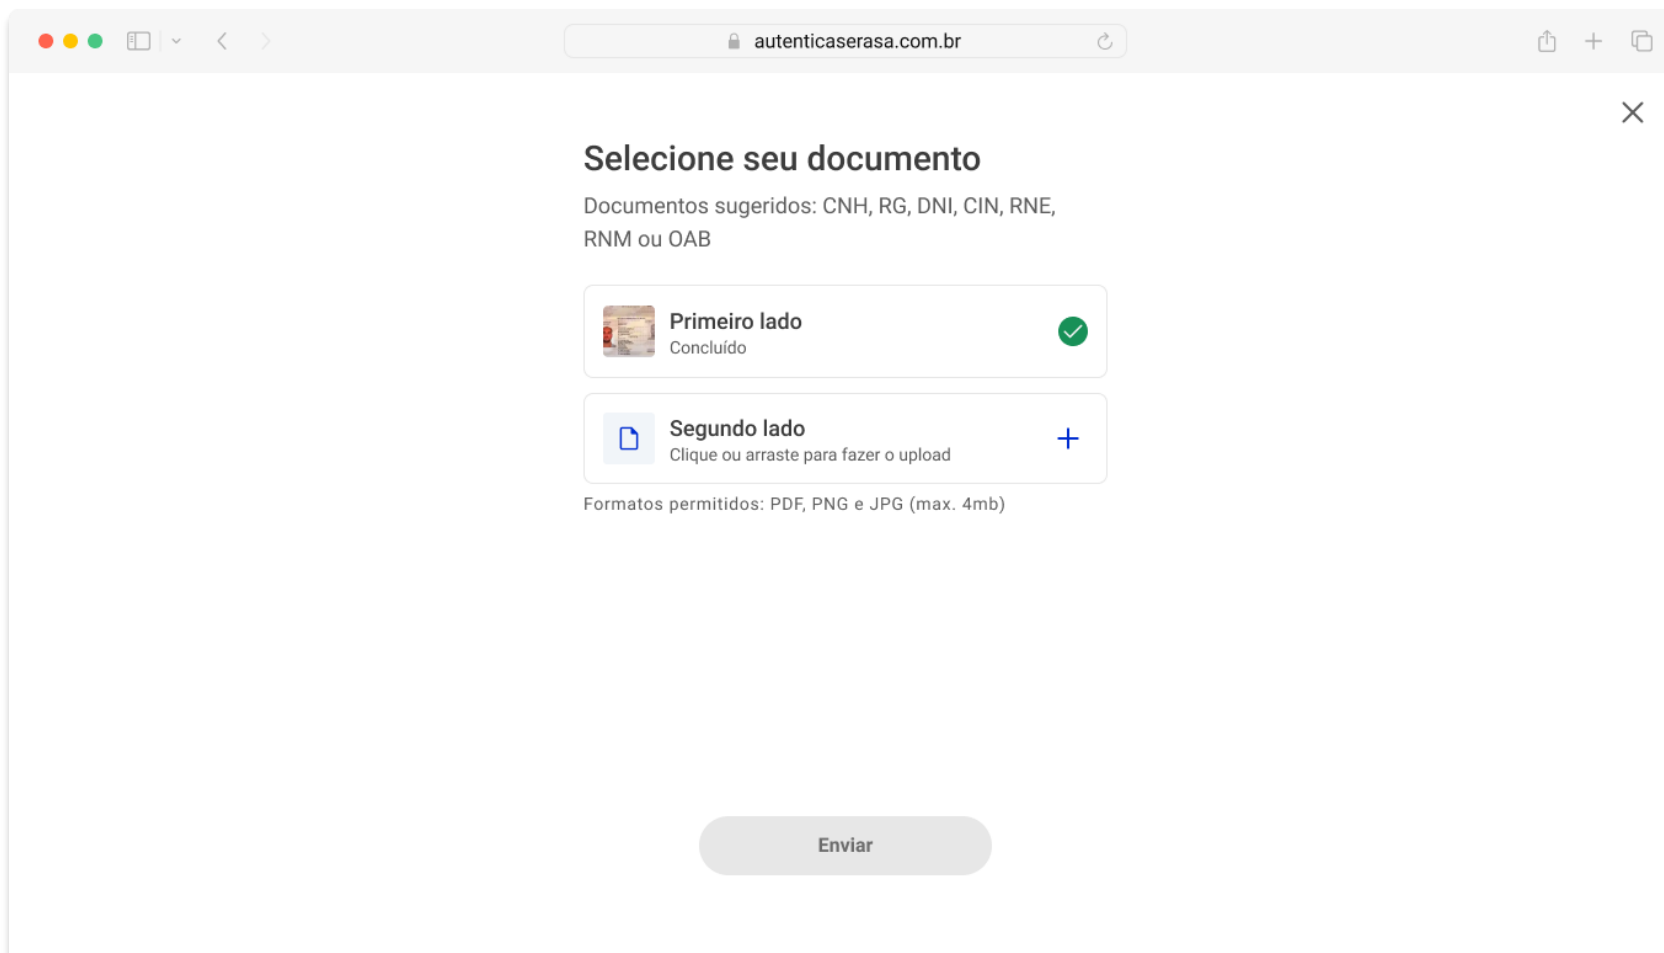 autenticaserasa.com.br
Selecione seu documento
Documentos sugeridos: CNH, RG, DNI, CIN, RNE,
RNM ou OAB
Primeiro lado
Concluído
Segundo lado
Clique ou arraste para fazer o upload
Formatos permitidos: PDF, PNG e JPG (max. 4mb)
Enviar